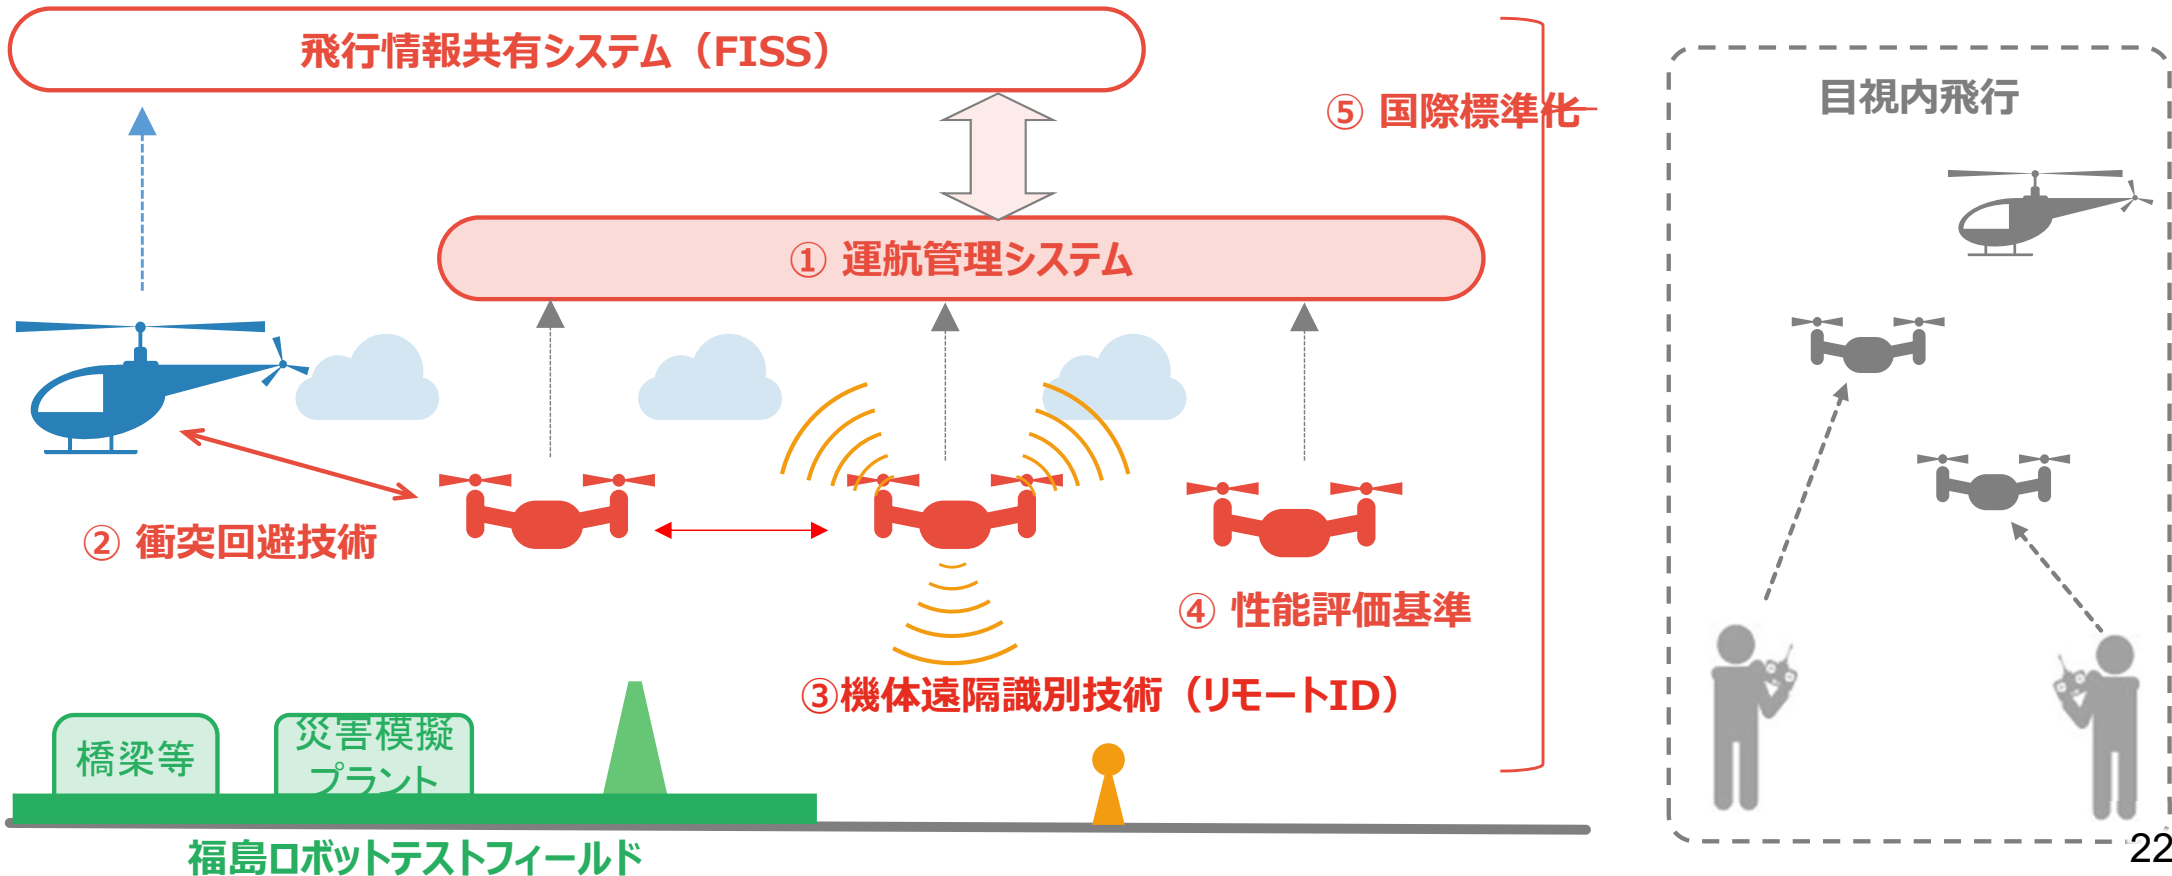 飛行情報共有システム（FISS）
⑤ 国際標準化
目視内飛行
① 運航管理システム
② 衝突回避技術
④ 性能評価基準
③機体遠隔識別技術（リモートID）
橋梁等
災害模擬
プラント
福島ロボットテストフィールド
22